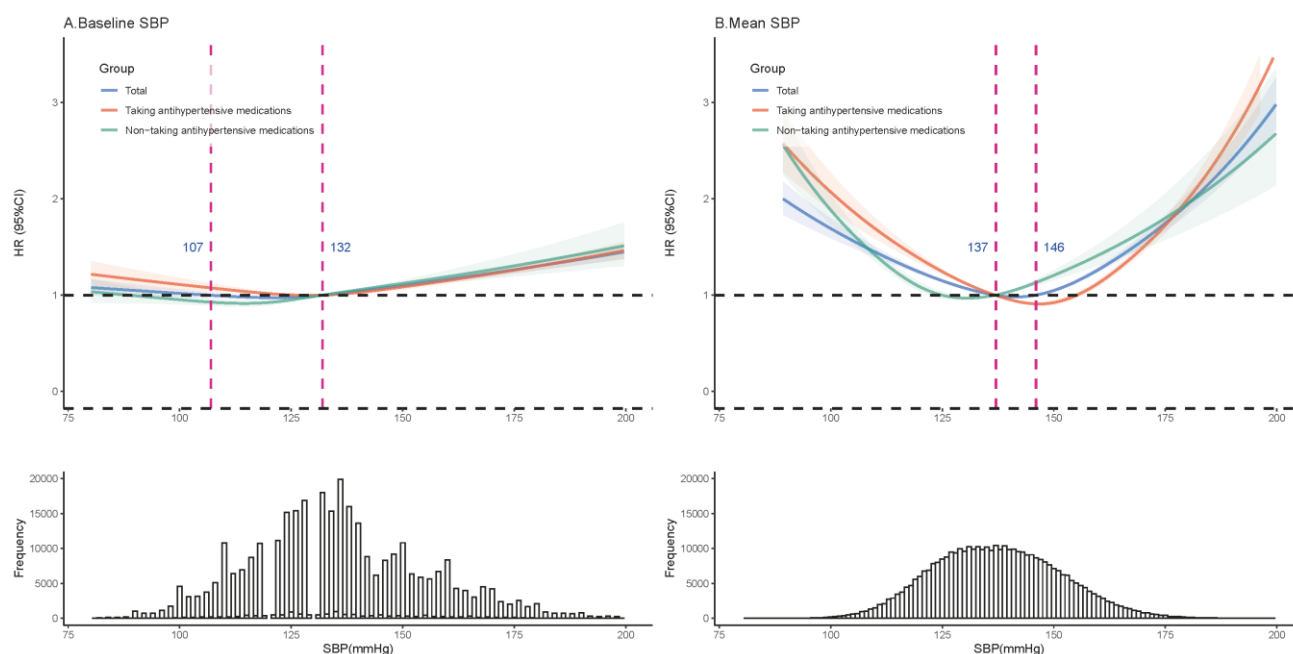 A.Baseline SBP
Group
Total
Taking antihypertensive medications
Non−taking antihypertensive medications
HR (95%CI)
3
2
1
0
107
132
75 100 125 150 175 200
Frequency
20000
15000
10000
5000
0
75 100 125 150 175 200
SBP(mmHg)
B.Mean SBP
Group
Total
Taking antihypertensive medications
Non−taking antihypertensive medications
HR (95%CI)
3
2
1
0
137
146
75 100 125 150 175 200
Frequency
20000
15000
10000
5000
0
75 100 125 150 175 200
SBP(mmHg)